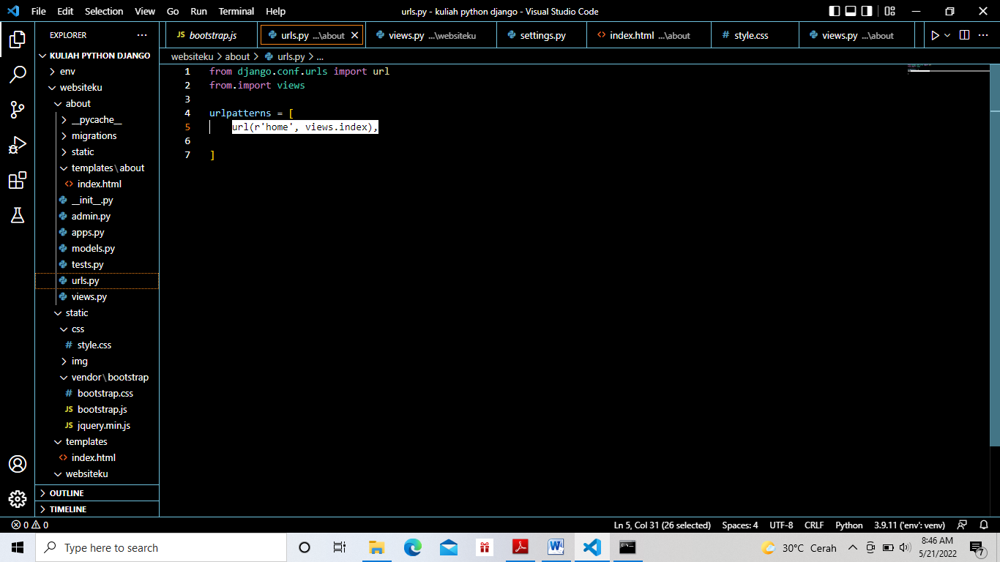 File Edit Selection View Go Run Terminal Help urls.py - kuliah python django - Visual Studio Code
EXPLORER ...
JS bootstrap.js urls.py ...\about views.py ...\websiteku settings.py <> index.html ...\about # style.css views.py ...\about ...
websiteku > about > urls.py > ...
KULIAH PYTHON DJANGO
env
websiteku
about
__pycache__
migrations
static
templates\about
<> index.html
__init__.py
admin.py
apps.py
models.py
tests.py
urls.py
views.py
static
css
# style.css
img
vendor\bootstrap
# bootstrap.css
JS bootstrap.js
JS jquery.min.js
templates
<> index.html
websiteku
OUTLINE
TIMELINE
1 from django.conf.urls import url
2 from.import views
3
4 urlpatterns = [
5 url(r'home', views.index),
6
7 ]
0 0 Ln 5, Col 31 (26 selected) Spaces: 4 UTF-8 CRLF Python 3.9.11 ('env': venv)
Type here to search
30°C Cerah
8:46 AM
5/21/2022
7